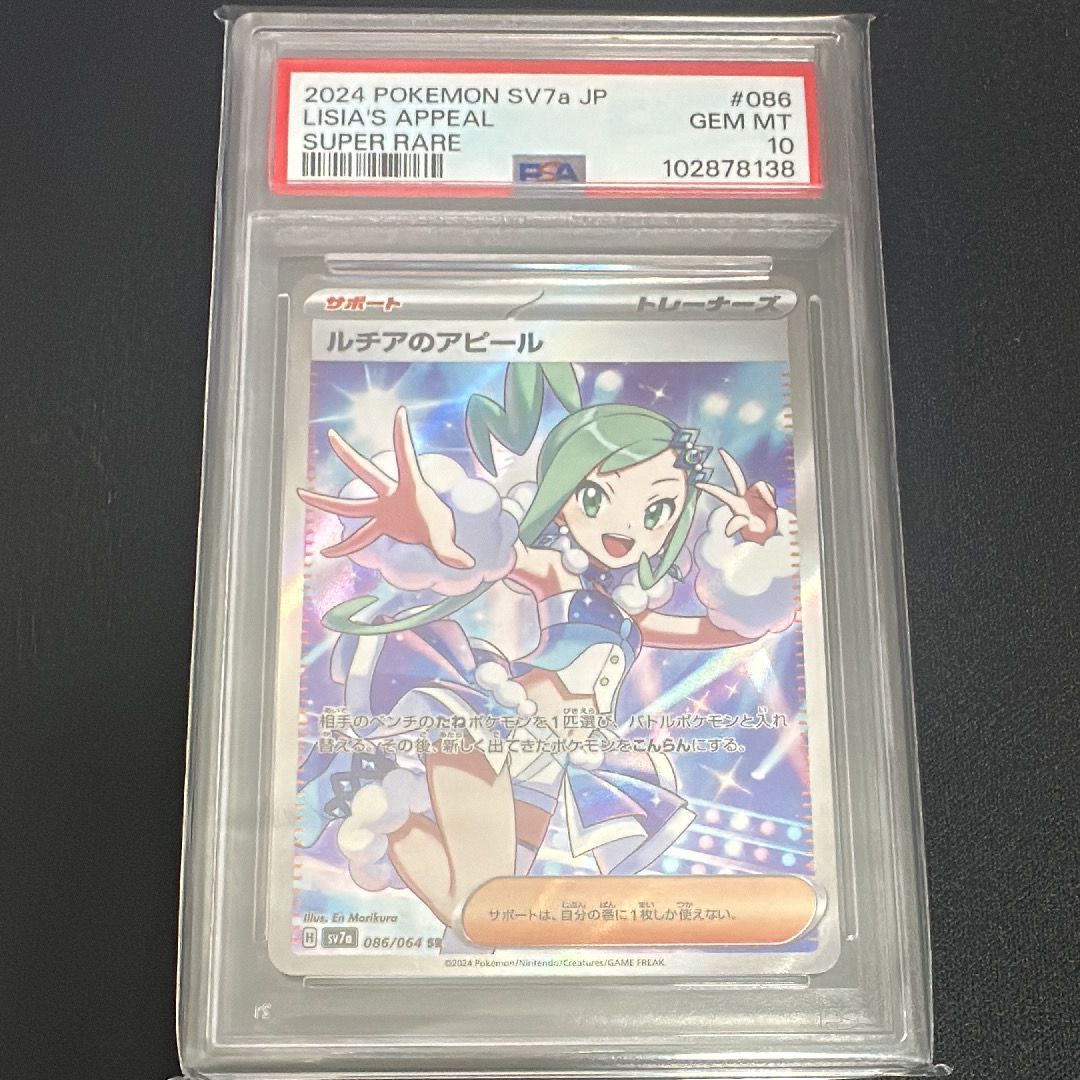 2024 POKEMON SV7a JP #086
LISIA'S APPEAL GEM MT
SUPER RARE 10
PSA 102878138
サポート トレーナーズ
ルチアのアピール
相手のベンチのたねポケモンを1匹選び、バトルポケモンと入れ
替える。その後、新しく出てきたポケモンをこんらんにする。
サポートは、自分の番に1枚しか使えない。
Illus. En Morikura
H sv7a 086/064 SR
©2024 Pokémon/Nintendo/Creatures/GAME FREAK.